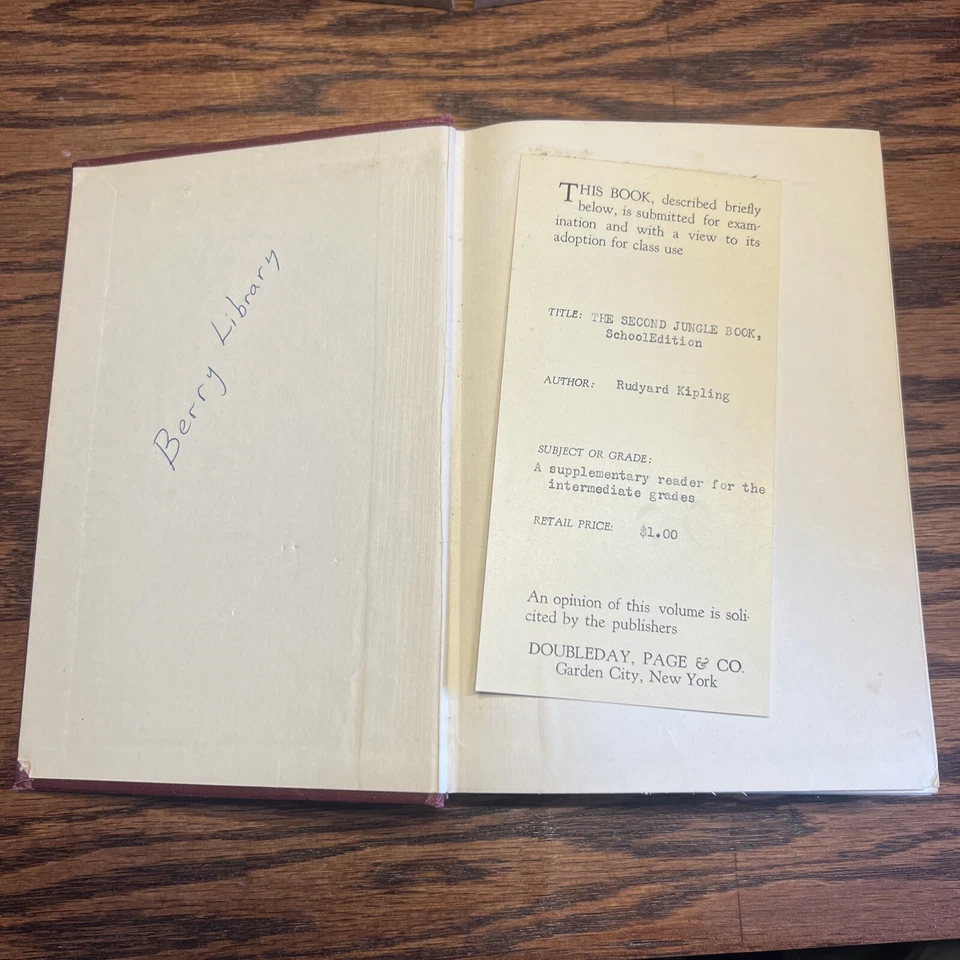 Berry Library
THIS BOOK, described briefly
below, is submitted for exam-
ination and with a view to its
adoption for class use
TITLE: THE SECOND JUNGLE BOOK,
SchoolEdition
AUTHOR: Rudyard Kipling
SUBJECT OR GRADE:
A supplementary reader for the
intermediate grades
RETAIL PRICE: $1.00
An opinion of this volume is soli-
cited by the publishers
DOUBLEDAY, PAGE & CO.
Garden City, New York